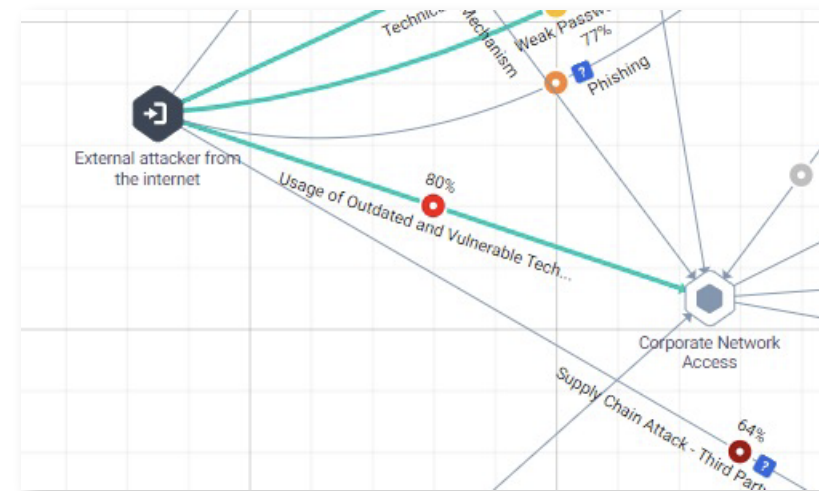 Technic
Mechanism
Weak Passw
77%
?
Phishing
External attacker from
the internet
80%
Usage of Outdated and Vulnerable Tech...
Corporate Network
Access
64%
?
Supply Chain Attack - Third Party